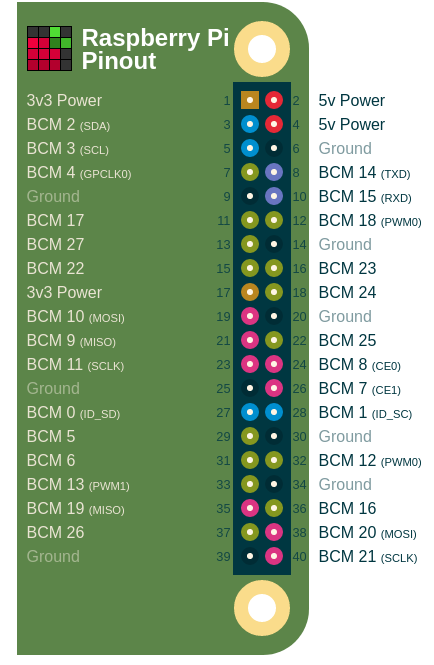 Raspberry Pi
Pinout
3v3 Power 1 2 5v Power
BCM 2 (SDA) 3 4 5v Power
BCM 3 (SCL) 5 6 Ground
BCM 4 (GPCLK0) 7 8 BCM 14 (TXD)
Ground 9 10 BCM 15 (RXD)
BCM 17 11 12 BCM 18 (PWM0)
BCM 27 13 14 Ground
BCM 22 15 16 BCM 23
3v3 Power 17 18 BCM 24
BCM 10 (MOSI) 19 20 Ground
BCM 9 (MISO) 21 22 BCM 25
BCM 11 (SCLK) 23 24 BCM 8 (CE0)
Ground 25 26 BCM 7 (CE1)
BCM 0 (ID_SD) 27 28 BCM 1 (ID_SC)
BCM 5 29 30 Ground
BCM 6 31 32 BCM 12 (PWM0)
BCM 13 (PWM1) 33 34 Ground
BCM 19 (MISO) 35 36 BCM 16
BCM 26 37 38 BCM 20 (MOSI)
Ground 39 40 BCM 21 (SCLK)